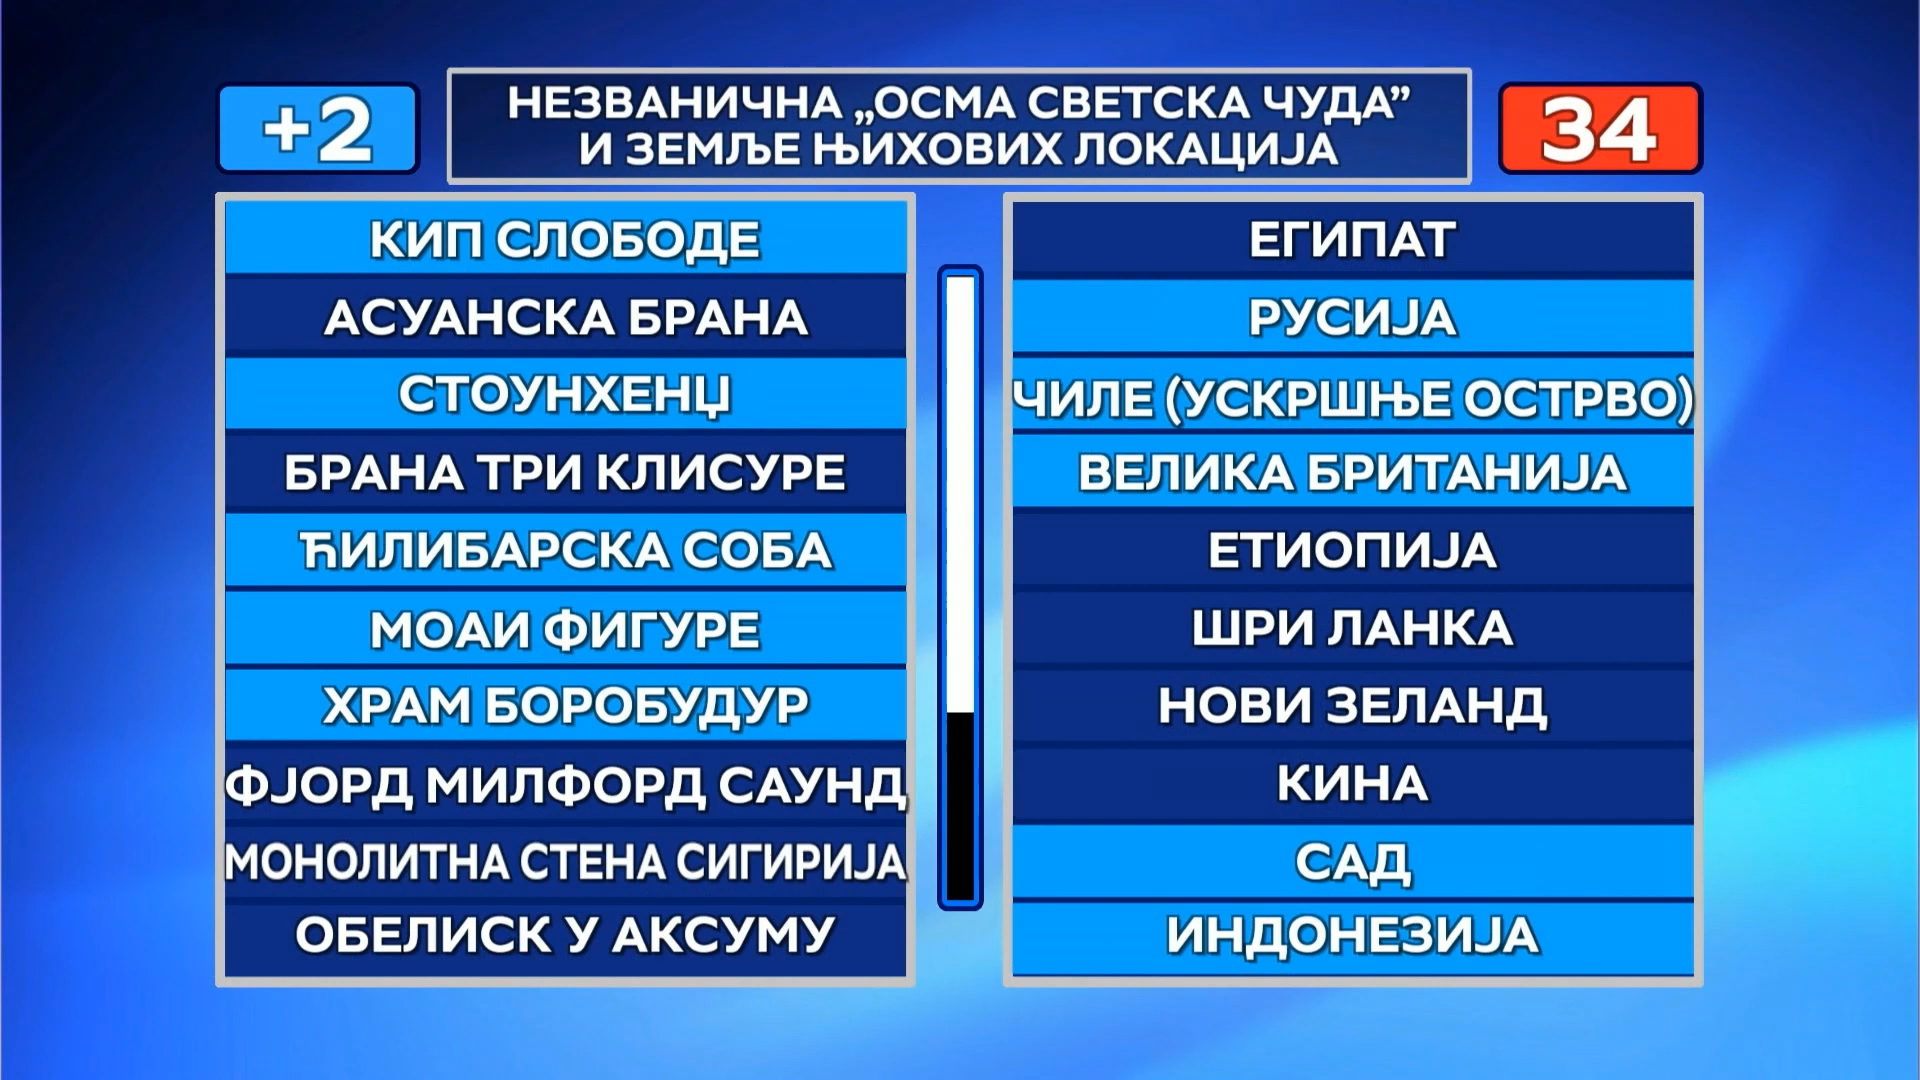 +2
НЕЗВАНИЧНА „ОСМА СВЕТСКА ЧУДА”
И ЗЕМЉЕ ЊИХОВИХ ЛОКАЦИЈА
34
КИП СЛОБОДЕ
АСУАНСКА БРАНА
СТОУНХЕНЏ
БРАНА ТРИ КЛИСУРЕ
ЋИЛИБАРСКА СОБА
МОАИ ФИГУРЕ
ХРАМ БОРОБУДУР
ФЈОРД МИЛФОРД САУНД
МОНОЛИТНА СТЕНА СИГИРИЈА
ОБЕЛИСК У АКСУМУ
ЕГИПАТ
РУСИЈА
ЧИЛЕ (УСКРШЊЕ ОСТРВО)
ВЕЛИКА БРИТАНИЈА
ЕТИОПИЈА
ШРИ ЛАНКА
НОВИ ЗЕЛАНД
КИНА
САД
ИНДОНЕЗИЈА